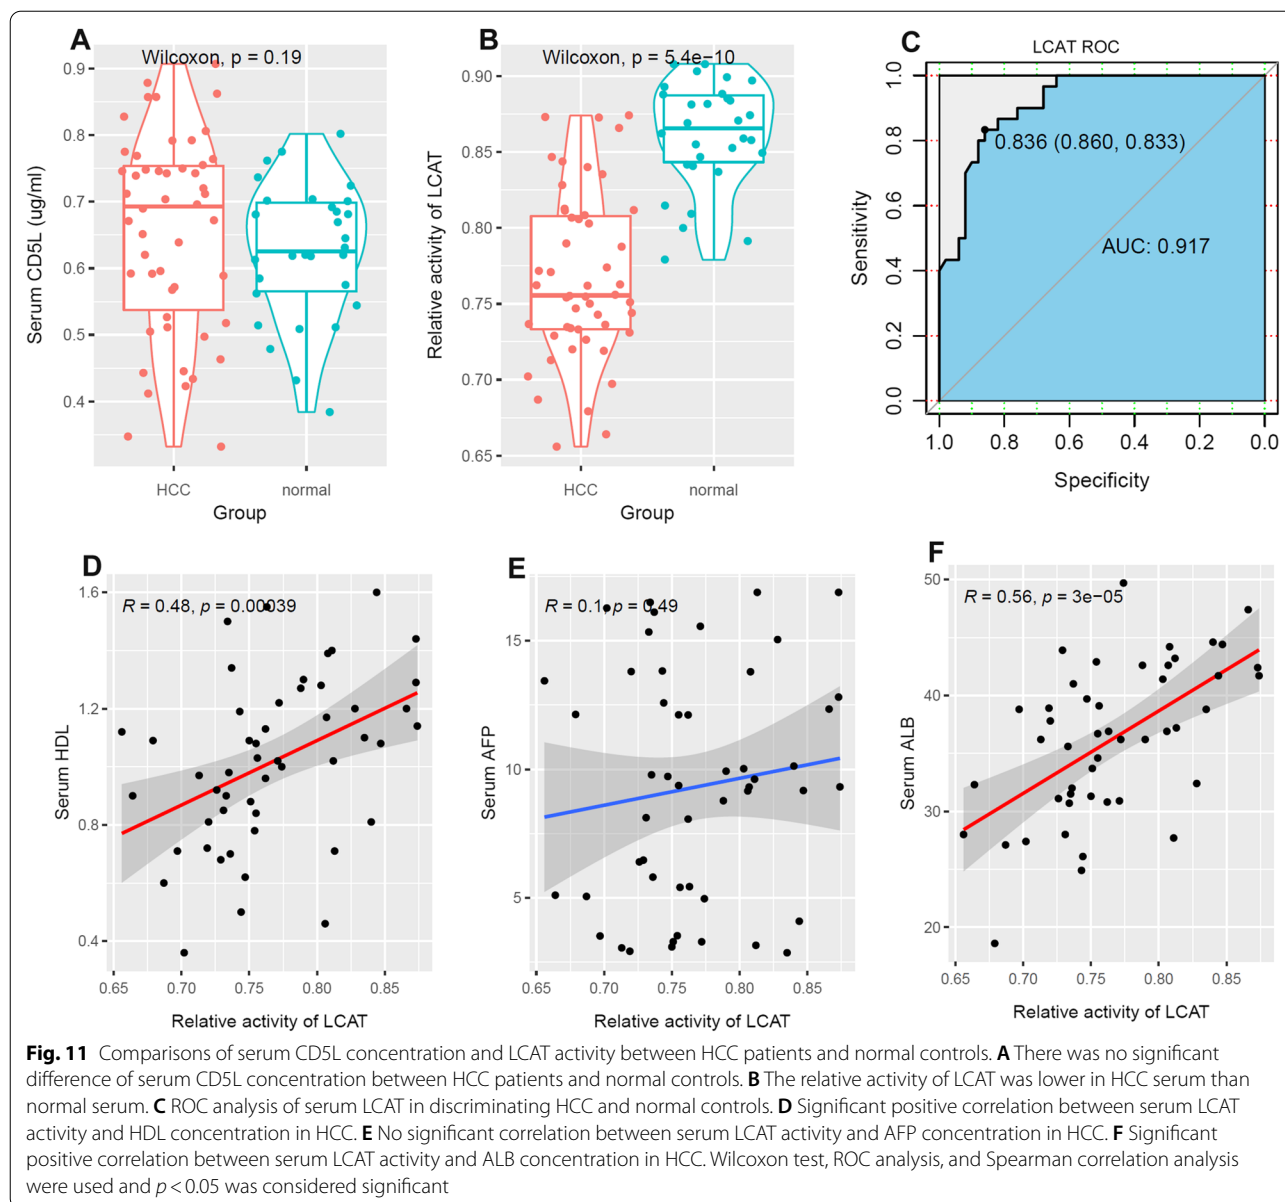 A
Wilcoxon, p = 0.19
Serum CD5L (ug/ml)
0.9
0.8
0.7
0.6
0.5
0.4
HCC
normal
Group
B
Wilcoxon, p = 5.4e−10
Relative activity of LCAT
0.90
0.85
0.80
0.75
0.70
0.65
HCC
normal
Group
C
LCAT ROC
Sensitivity
1.0
0.8
0.6
0.4
0.2
0.0
0.836 (0.860, 0.833)
AUC: 0.917
1.0 0.8 0.6 0.4 0.2 0.0
Specificity
D
R = 0.48, p = 0.00039
Serum HDL
1.6
1.2
0.8
0.4
0.65 0.70 0.75 0.80 0.85
Relative activity of LCAT
E
R = 0.1, p = 0.49
Serum AFP
15
10
5
0.65 0.70 0.75 0.80 0.85
Relative activity of LCAT
F
R = 0.56, p = 3e−05
Serum ALB
50
40
30
20
0.65 0.70 0.75 0.80 0.85
Relative activity of LCAT
Fig. 11 Comparisons of serum CD5L concentration and LCAT activity between HCC patients and normal controls. A There was no significant
difference of serum CD5L concentration between HCC patients and normal controls. B The relative activity of LCAT was lower in HCC serum than
normal serum. C ROC analysis of serum LCAT in discriminating HCC and normal controls. D Significant positive correlation between serum LCAT
activity and HDL concentration in HCC. E No significant correlation between serum LCAT activity and AFP concentration in HCC. F Significant
positive correlation between serum LCAT activity and ALB concentration in HCC. Wilcoxon test, ROC analysis, and Spearman correlation analysis
were used and p < 0.05 was considered significant